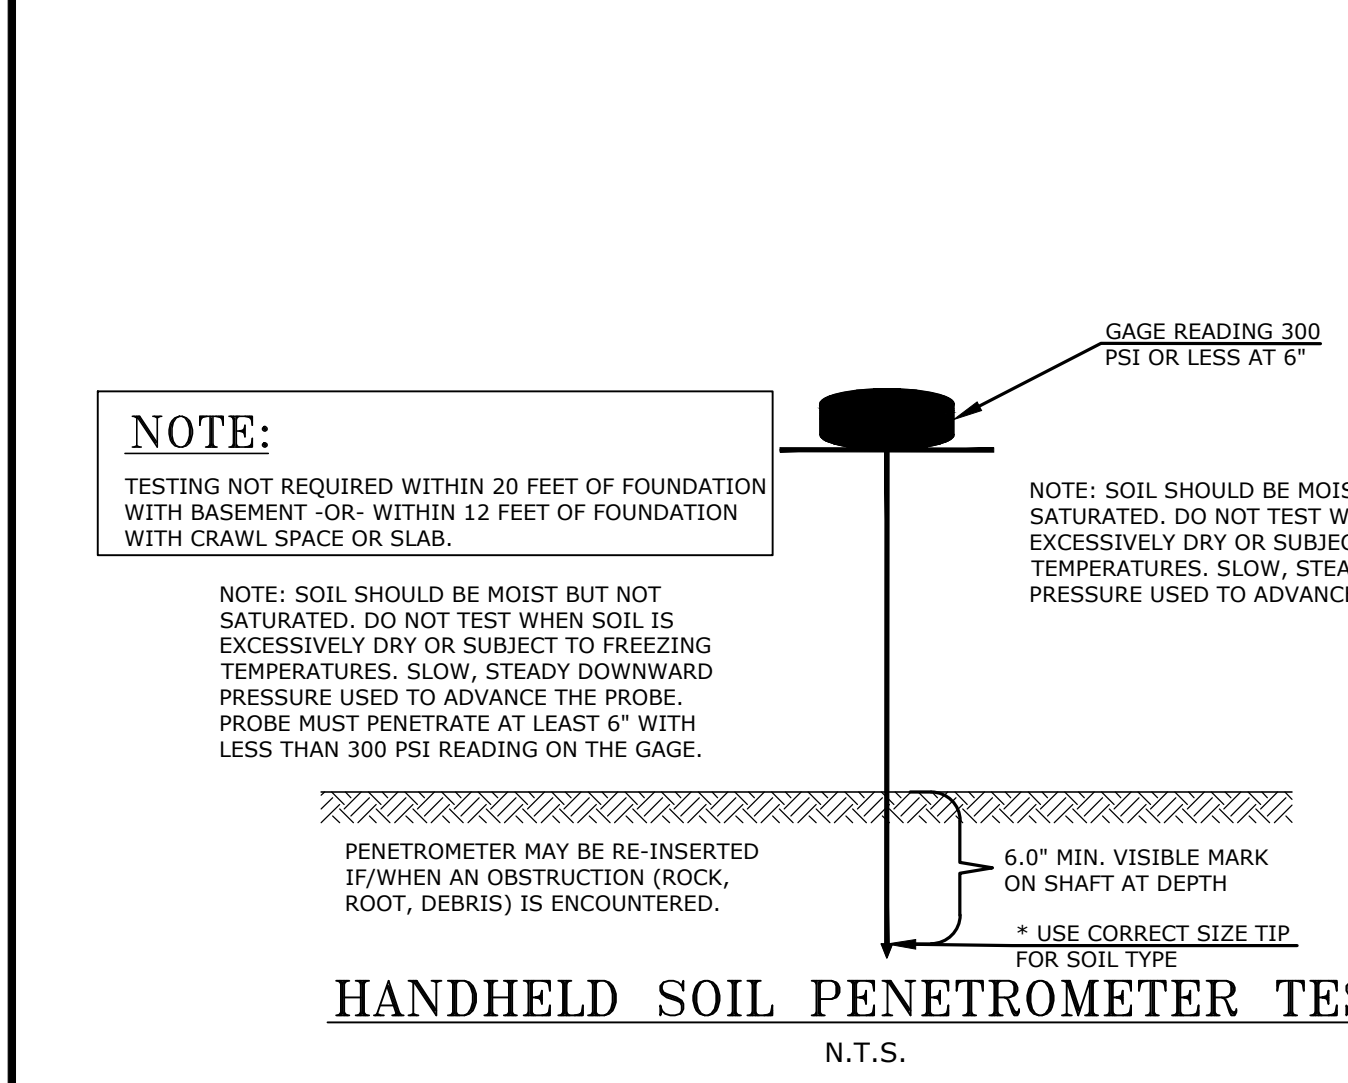 GAGE READING 300
PSI OR LESS AT 6"
NOTE:
TESTING NOT REQUIRED WITHIN 20 FEET OF FOUNDATION
WITH BASEMENT -OR- WITHIN 12 FEET OF FOUNDATION
WITH CRAWL SPACE OR SLAB.
NOTE: SOIL SHOULD BE MOIST BUT NOT
SATURATED. DO NOT TEST WHEN SOIL IS
EXCESSIVELY DRY OR SUBJECT TO FREEZING
TEMPERATURES. SLOW, STEADY DOWNWARD
PRESSURE USED TO ADVANCE THE PROBE.
PROBE MUST PENETRATE AT LEAST 6" WITH
LESS THAN 300 PSI READING ON THE GAGE.
NOTE: SOIL SHOULD BE
SATURATED. DO NOT TEST
EXCESSIVELY DRY OR
TEMPERATURES. SLOW,
PRESSURE USED TO
PENETROMETER MAY BE RE-INSERTED
IF/WHEN AN OBSTRUCTION (ROCK,
ROOT, DEBRIS) IS ENCOUNTERED.
6.0" MIN. VISIBLE MARK
ON SHAFT AT DEPTH
* USE CORRECT SIZE TIP
FOR SOIL TYPE
HANDHELD SOIL PENETROMETER
N.T.S.